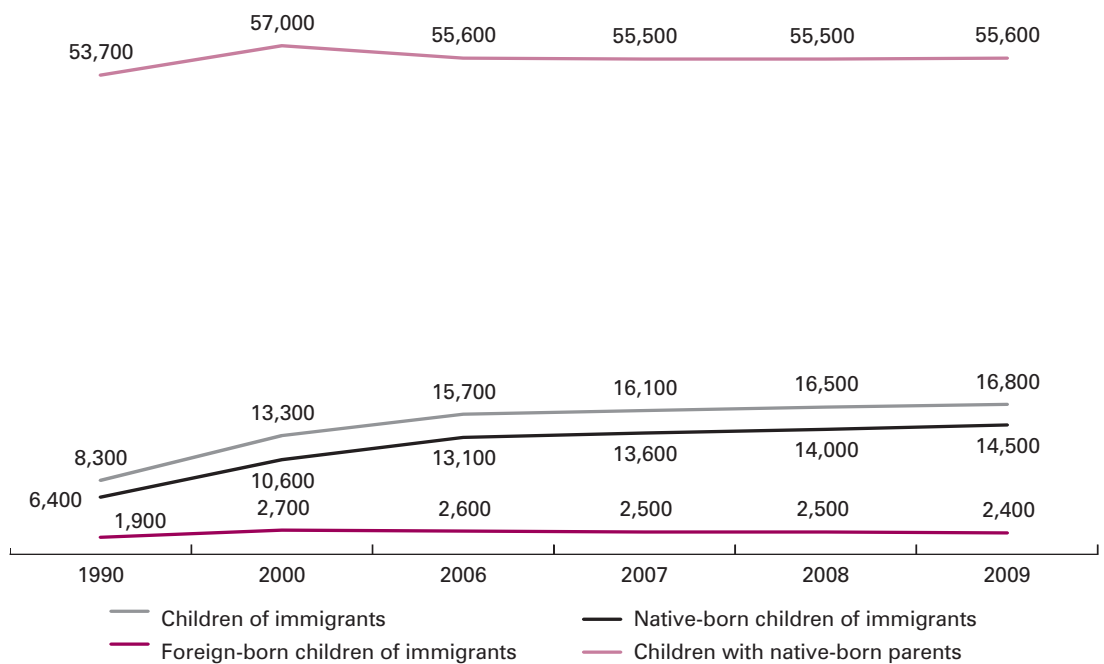 57,000
53,700 55,600 55,500 55,500 55,600
16,800
16,500
16,100
15,700
13,300
8,300
14,500
14,000
13,600
13,100
10,600
6,400
2,700 2,600 2,500 2,500 2,400
1,900
1990 2000 2006 2007 2008 2009
Children of immigrants Native-born children of immigrants
Foreign-born children of immigrants Children with native-born parents